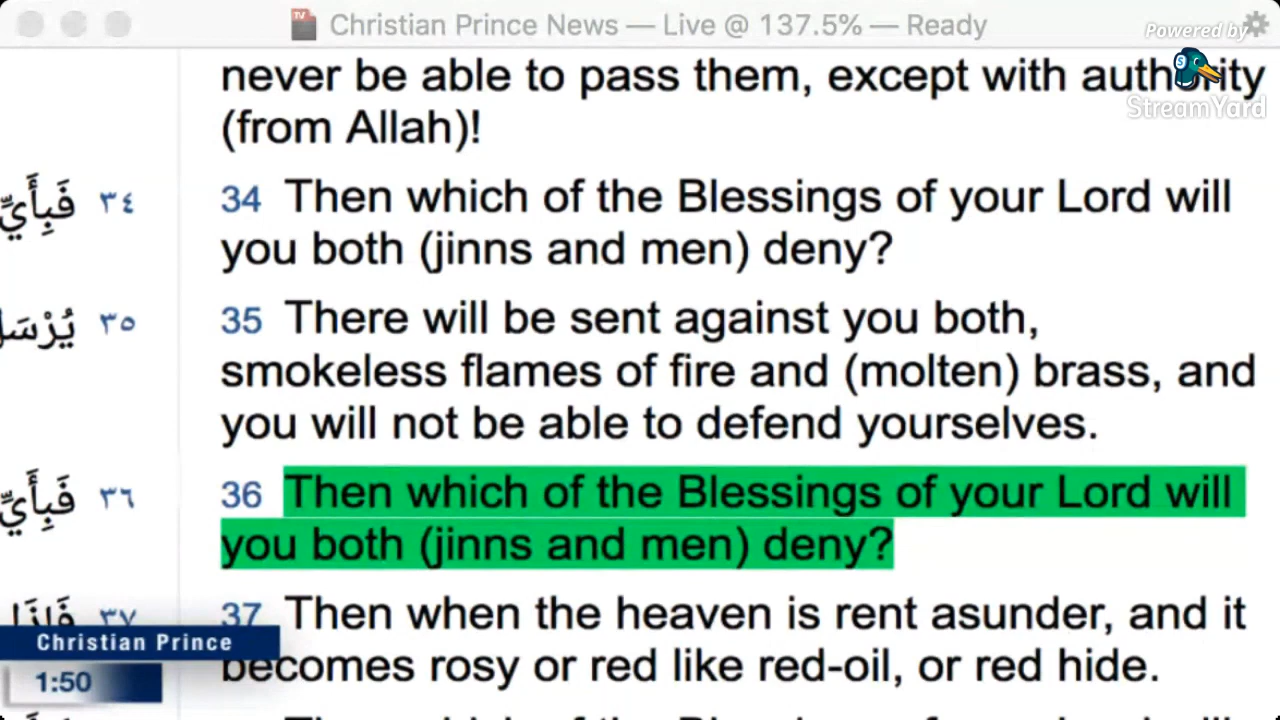 Christian Prince News — Live @ 137.5% — Ready
Powered by
StreamYard
never be able to pass them, except with authority
(from Allah)!
٣٤ فَبِأَيِّ
34 Then which of the Blessings of your Lord will
you both (jinns and men) deny?
٣٥
35 There will be sent against you both,
smokeless flames of fire and (molten) brass, and
you will not be able to defend yourselves.
٣٦ فَبِأَيِّ
36 Then which of the Blessings of your Lord will
you both (jinns and men) deny?
٣٧
37 Then when the heaven is rent asunder, and it
becomes rosy or red like red-oil, or red hide.
Christian Prince
1:50